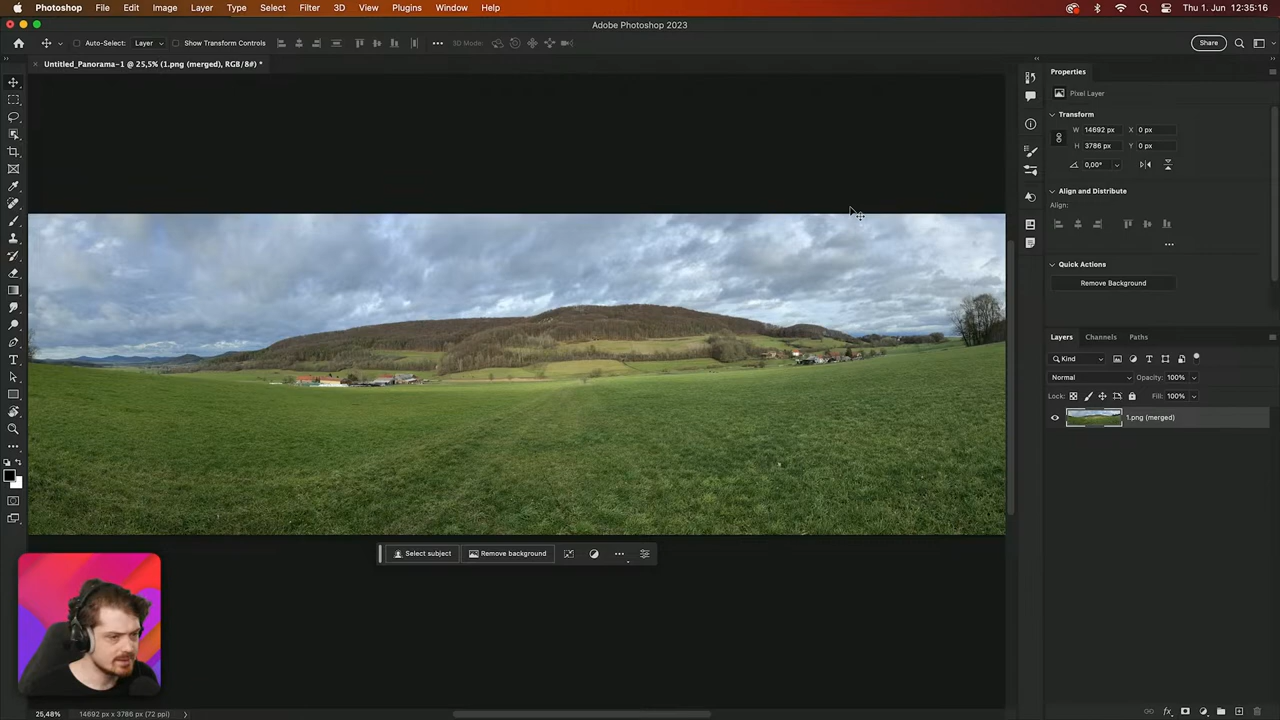 Photoshop File Edit Image Layer Type Select Filter 3D View Plugins Window Help Thu 1. Jun 12:35:16
Adobe Photoshop 2023
Auto-Select: Layer Show Transform Controls 3D Mode: Share
Untitled_Panorama-1 @ 25,5% (1.png (merged), RGB/8#) *
Properties
Pixel Layer
Transform
W 14692 px X 0 px
H 3786 px Y 0 px
0,00°
Align and Distribute
Align:
Quick Actions
Remove Background
Layers Channels Paths
Kind
Normal Opacity: 100%
Lock: Fill: 100%
1.png (merged)
Select subject Remove background
25,48% 14692 px x 3786 px (72 ppi)